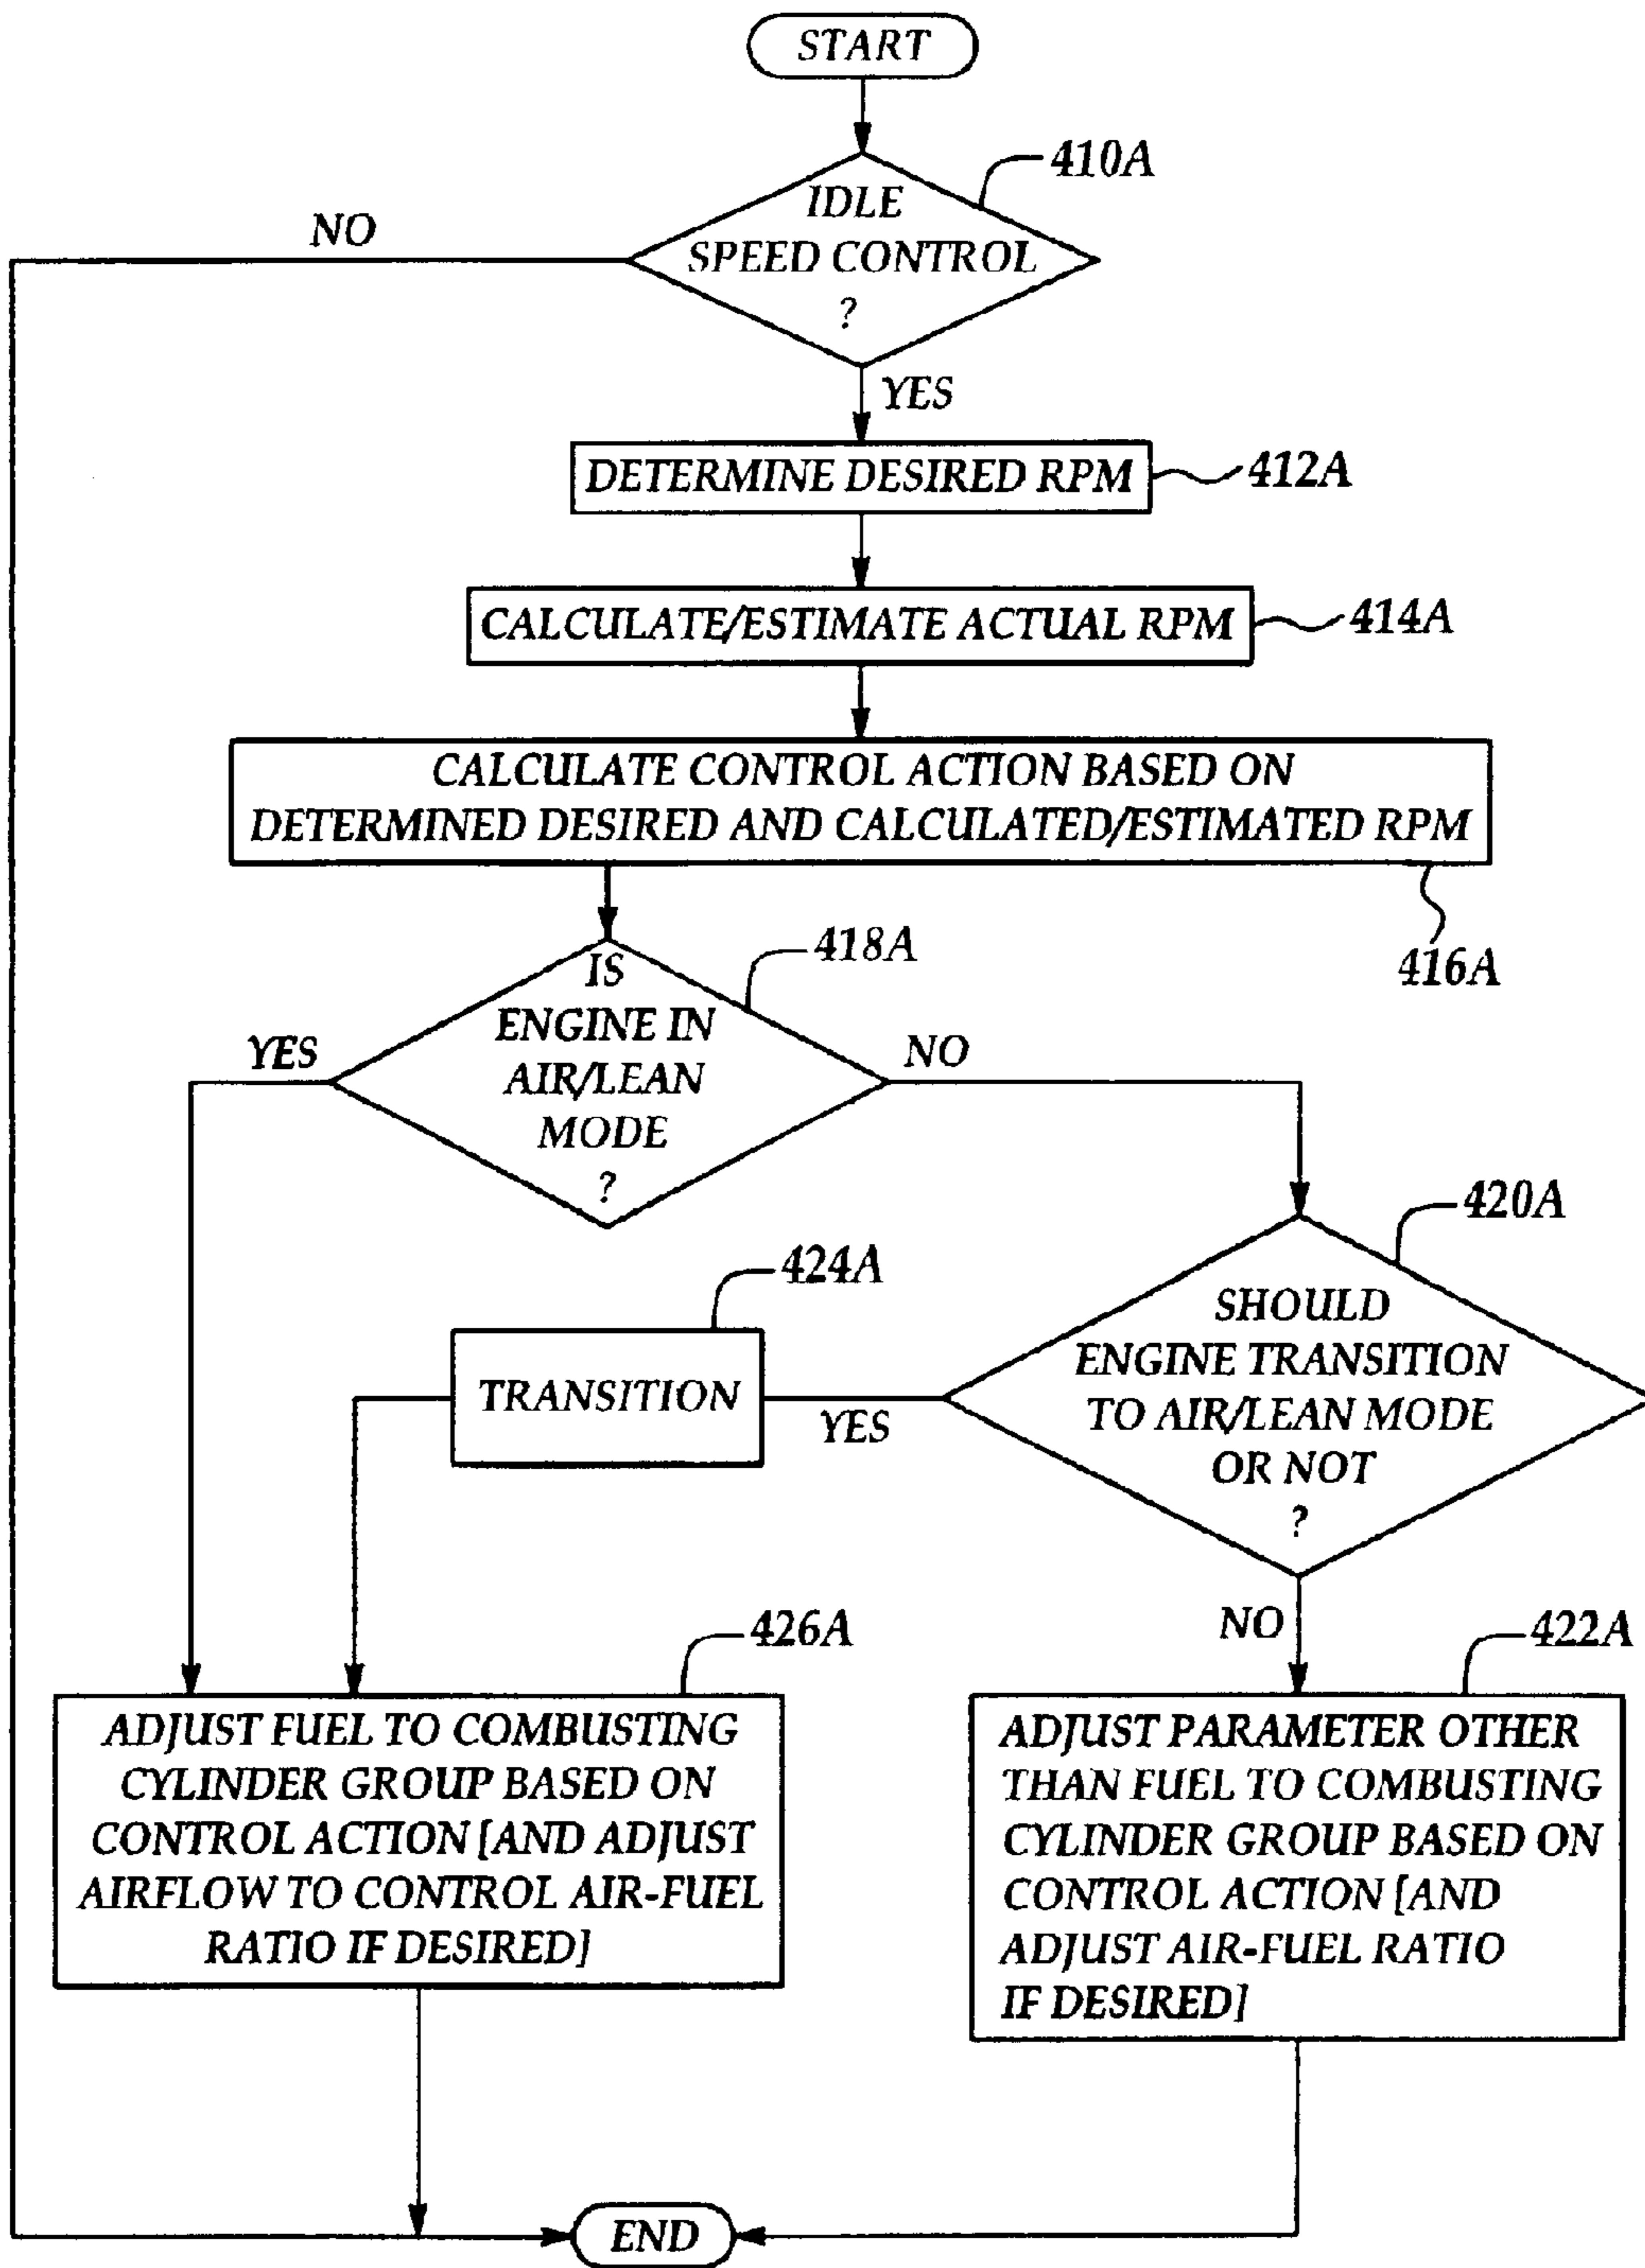 START
410A
IDLE
SPEED CONTROL
?
NO
YES
DETERMINE DESIRED RPM
412A
CALCULATE/ESTIMATE ACTUAL RPM
414A
CALCULATE CONTROL ACTION BASED ON
DETERMINED DESIRED AND CALCULATED/ESTIMATED RPM
416A
418A
IS
ENGINE IN
AIR/LEAN
MODE
?
YES
NO
420A
SHOULD
ENGINE TRANSITION
TO AIR/LEAN MODE
OR NOT
?
424A
TRANSITION
YES
NO
426A
ADJUST FUEL TO COMBUSTING
CYLINDER GROUP BASED ON
CONTROL ACTION [AND ADJUST
AIRFLOW TO CONTROL AIR-FUEL
RATIO IF DESIRED]
422A
ADJUST PARAMETER OTHER
THAN FUEL TO COMBUSTING
CYLINDER GROUP BASED ON
CONTROL ACTION [AND
ADJUST AIR-FUEL RATIO
IF DESIRED]
END